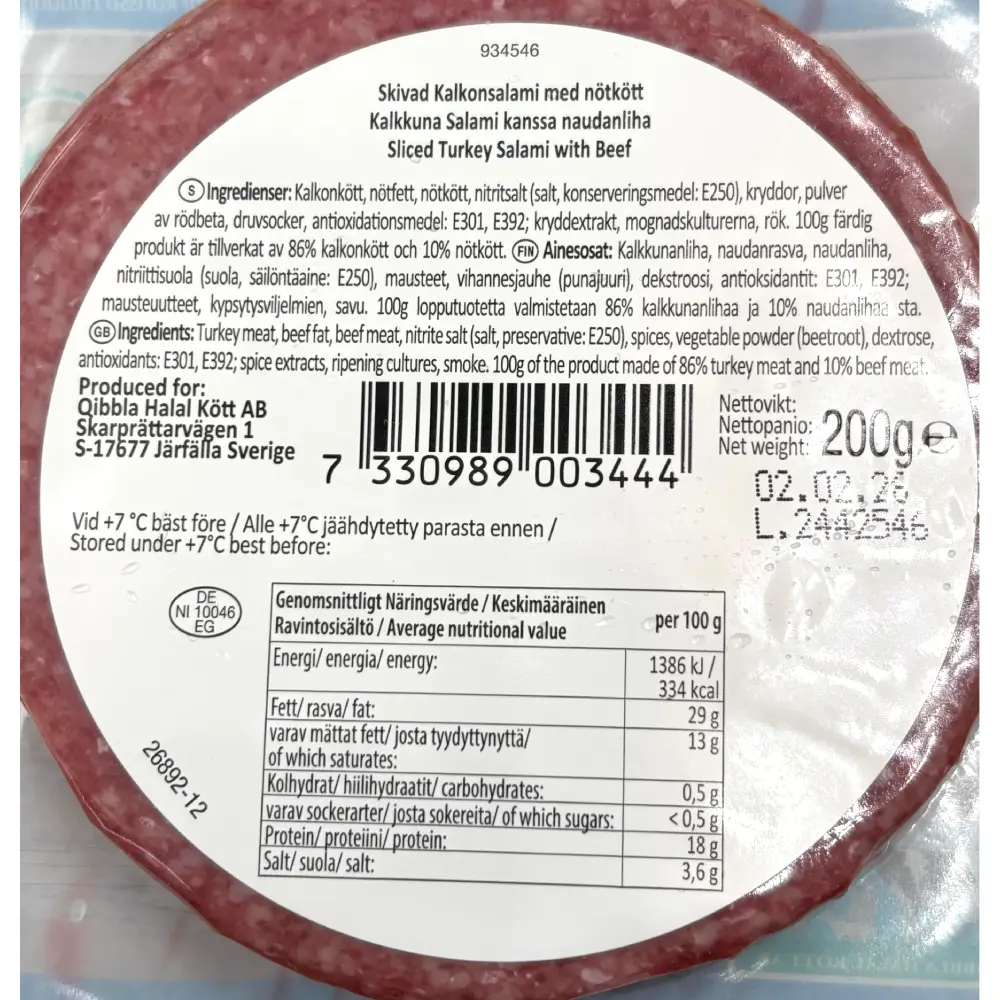 934546
Skivad Kalkonsalami med nötkött
Kalkkuna Salami kanssa naudanliha
Sliced Turkey Salami with Beef
S Ingredienser: Kalkonkött, nötfett, nötkött, nitritsalt (salt, konserveringsmedel: E250), kryddor, pulver
av rödbeta, druvsocker, antioxidationsmedel: E301, E392; kryddextrakt, mognadskulturerna, rök. 100g färdig
produkt är tillverkat av 86% kalkonkött och 10% nötkött. FIN Ainesosat: Kalkkunanliha, naudanrasva, naudanliha,
nitriittisuola (suola, säilöntäaine: E250), mausteet, vihannesjauhe (punajuuri), dekstroosi, antioksidantit: E301, E392;
mausteuutteet, kypsytysviljelmien, savu. 100g lopputuotetta valmistetaan 86% kalkkunanlihaa ja 10% naudanlihaa sta.
GB Ingredients: Turkey meat, beef fat, beef meat, nitrite salt (salt, preservative: E250), spices, vegetable powder (beetroot), dextrose,
antioxidants: E301, E392; spice extracts, ripening cultures, smoke. 100g of the product made of 86% turkey meat and 10% beef meat.
Produced for:
Qibbla Halal Kött AB
Skarprättarvägen 1
S-17677 Järfälla Sverige
7 330989 003444
Nettovikt:
Nettopanio:
Net weight:
200g e
02.02.26
L.2442546
Vid +7 °C bäst före / Alle +7°C jäähdytetty parasta ennen /
Stored under +7°C best before:
DE
NI 10046
EG
Genomsnittligt Näringsvärde / Keskimääräinen
Ravintosisältö / Average nutritional value
per 100 g
Energi/ energia/ energy:
1386 kJ /
334 kcal
Fett/ rasva/ fat:
29 g
varav mättat fett/ josta tyydyttynyttä/
of which saturates:
13 g
Kolhydrat/ hiilihydraatit/ carbohydrates:
0,5 g
varav sockerarter/ josta sokereita/ of which sugars:
< 0,5 g
Protein/ proteiini/ protein:
18 g
Salt/ suola/ salt:
3,6 g
26892-12